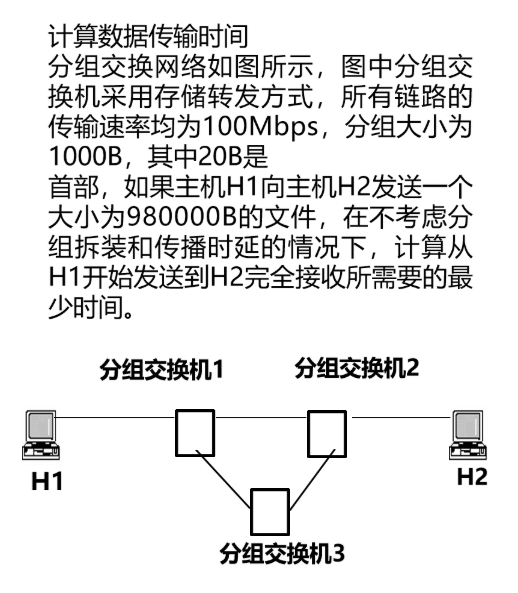 计算数据传输时间
分组交换网络如图所示，图中分组交
换机采用存储转发方式，所有链路的
传输速率均为100Mbps，分组大小为
1000B，其中20B是
首部，如果主机H1向主机H2发送一个
大小为980000B的文件，在不考虑分
组拆装和传播时延的情况下，计算从
H1开始发送到H2完全接收所需要的最
少时间。
分组交换机1
分组交换机2
H1
H2
分组交换机3